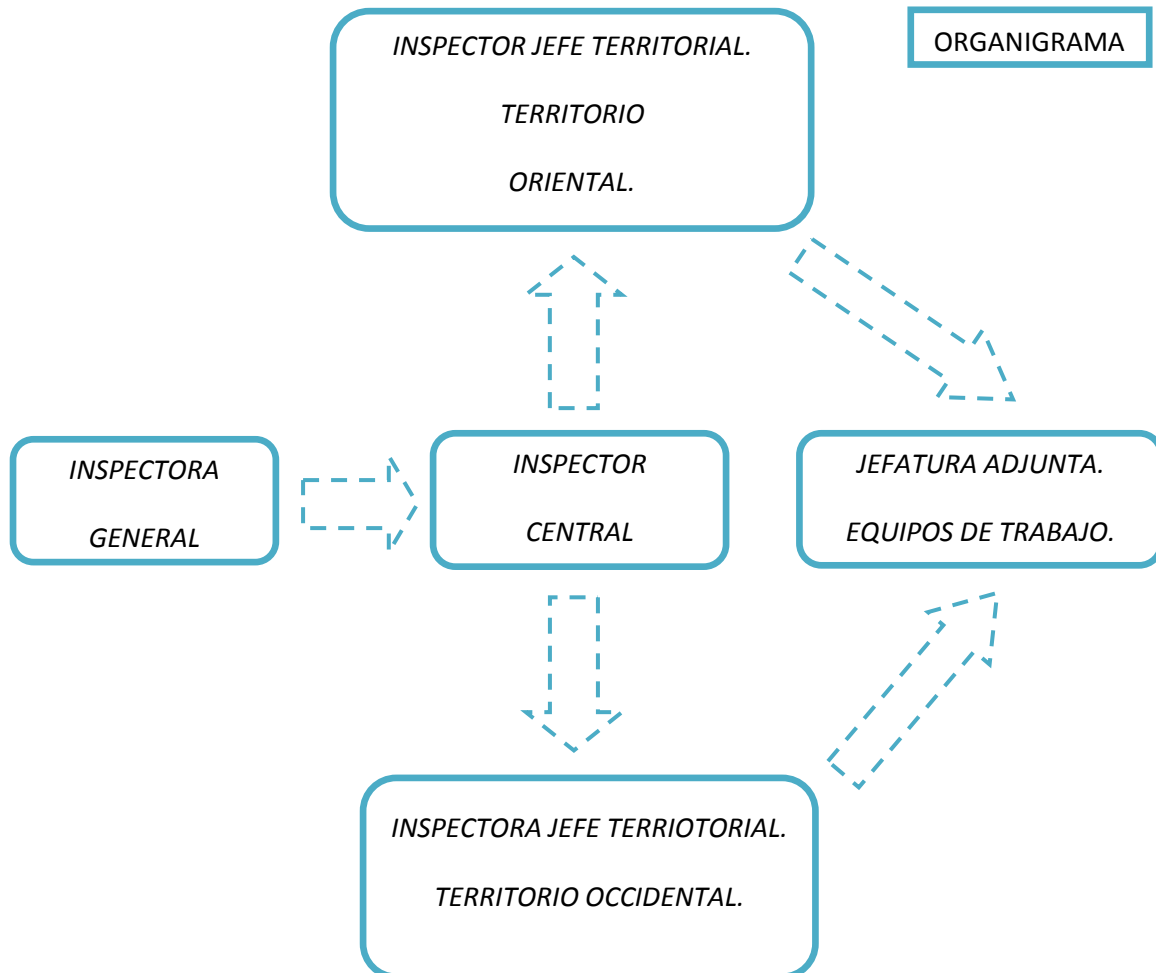 INSPECTOR JEFE TERRITORIAL.
TERRITORIO
ORIENTAL.
ORGANIGRAMA
INSPECTORA
GENERAL
INSPECTOR
CENTRAL
JEFATURA ADJUNTA.
EQUIPOS DE TRABAJO.
INSPECTORA JEFE TERRIOTORIAL.
TERRITORIO OCCIDENTAL.